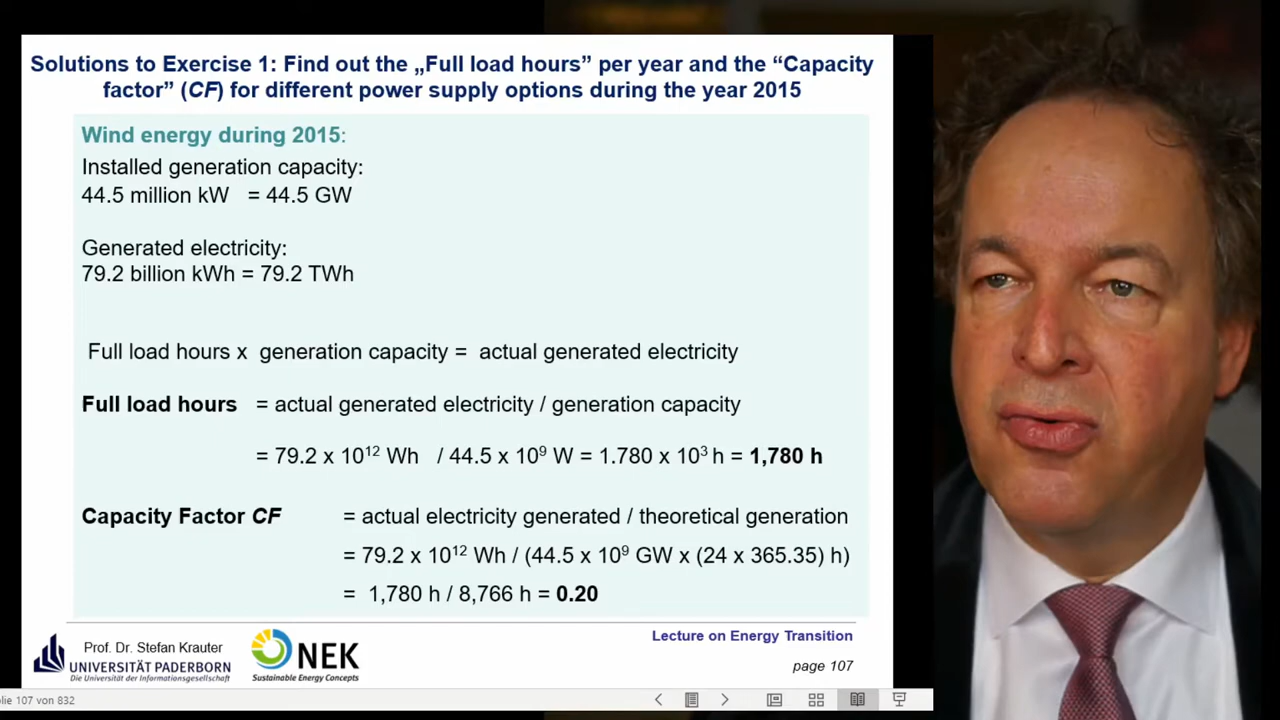 Solutions to Exercise 1: Find out the „Full load hours” per year and the “Capacity
factor” (CF) for different power supply options during the year 2015
Wind energy during 2015:
Installed generation capacity:
44.5 million kW = 44.5 GW
Generated electricity:
79.2 billion kWh = 79.2 TWh
Full load hours x generation capacity = actual generated electricity
Full load hours = actual generated electricity / generation capacity
= 79.2 x 10¹² Wh / 44.5 x 10⁹ W = 1.780 x 10³ h = 1,780 h
Capacity Factor CF = actual electricity generated / theoretical generation
= 79.2 x 10¹² Wh / (44.5 x 10⁹ GW x (24 x 365.35) h)
= 1,780 h / 8,766 h = 0.20
Prof. Dr. Stefan Krauter
UNIVERSITÄT PADERBORN
Die Universität der Informationsgesellschaft
NEK
Sustainable Energy Concepts
Lecture on Energy Transition
page 107
lie 107 von 832